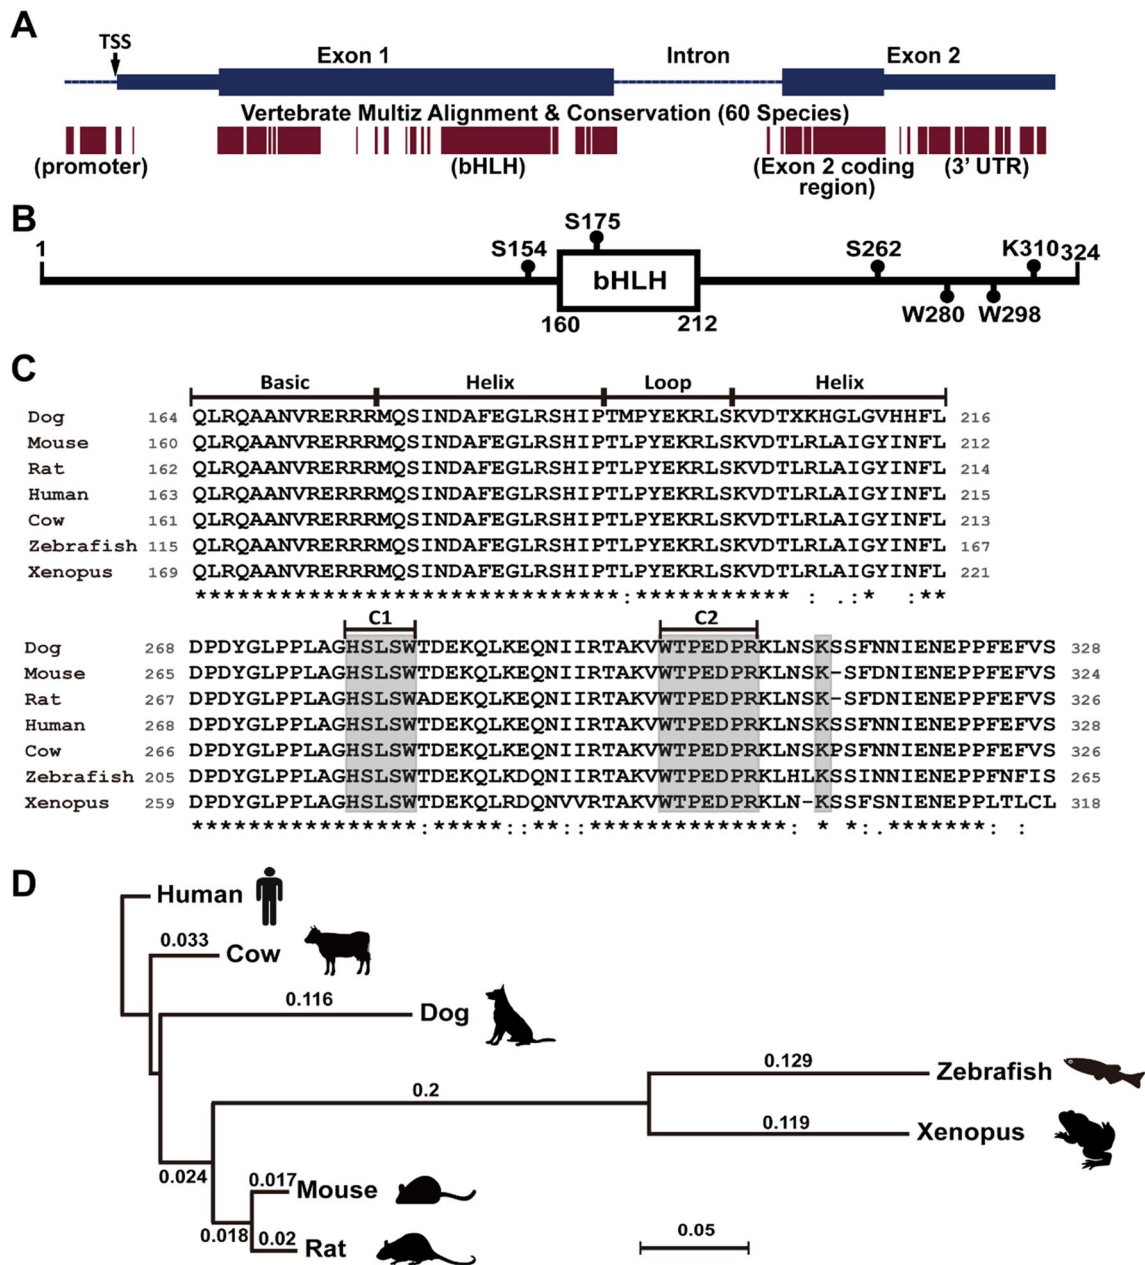 A
TSS
Exon 1
Intron
Exon 2
Vertebrate Multiz Alignment & Conservation (60 Species)
(promoter)
(bHLH)
(Exon 2 coding
region)
(3' UTR)
B
1
S154
S175
S262
K310
324
bHLH
160
212
W280
W298
C
Basic
Helix
Loop
Helix
Dog 164 QLRQAANVRERRRMQSINDAFEGLRSHIPTMPYEKRLSKVDTXKHGLGVHHFL 216
Mouse 160 QLRQAANVRERRRMQSINDAFEGLRSHIPTLPYEKRLSKVDTLRLAIGYINFL 212
Rat 162 QLRQAANVRERRRMQSINDAFEGLRSHIPTLPYEKRLSKVDTLRLAIGYINFL 214
Human 163 QLRQAANVRERRRMQSINDAFEGLRSHIPTLPYEKRLSKVDTLRLAIGYINFL 215
Cow 161 QLRQAANVRERRRMQSINDAFEGLRSHIPTLPYEKRLSKVDTLRLAIGYINFL 213
Zebrafish 115 QLRQAANVRERRRMQSINDAFEGLRSHIPTLPYEKRLSKVDTLRLAIGYINFL 167
Xenopus 169 QLRQAANVRERRRMQSINDAFEGLRSHIPTLPYEKRLSKVDTLRLAIGYINFL 221
******************************:*********** : .:* :**
C1
C2
Dog 268 DPDYGLPPLAGHSLSWTDEKQLKEQNIIRTAKVWTPEDPRKLNSKSSFNNIENEPPFEFVS 328
Mouse 265 DPDYGLPPLAGHSLSWTDEKQLKEQNIIRTAKVWTPEDPRKLNSK-SFDNIENEPPFEFVS 324
Rat 267 DPDYGLPPLAGHSLSWADEKQLKEQNIIRTAKVWTPEDPRKLNSK-SFDNIENEPPFEFVS 326
Human 268 DPDYGLPPLAGHSLSWTDEKQLKEQNIIRTAKVWTPEDPRKLNSKSSFNNIENEPPFEFVS 328
Cow 266 DPDYGLPPLAGHSLSWTDEKQLKEQNIIRTAKVWTPEDPRKLNSKPSFNNIENEPPFEFVS 326
Zebrafish 205 DPDYGLPPLAGHSLSWTDEKQLKDQNIIRTAKVWTPEDPRKLHLKSSINNIENEPPFNFIS 265
Xenopus 259 DPDYGLPPLAGHSLSWTDEKQLRDQNVVRTAKVWTPEDPRKLN-KSSFSNIENEPPLTLCL 318
****************:*****::**::***************: * *:.*******: :
D
Human
0.033
Cow
0.116
Dog
0.129
Zebrafish
0.2
0.119
Xenopus
0.024
0.017
Mouse
0.018
0.02
Rat
0.05